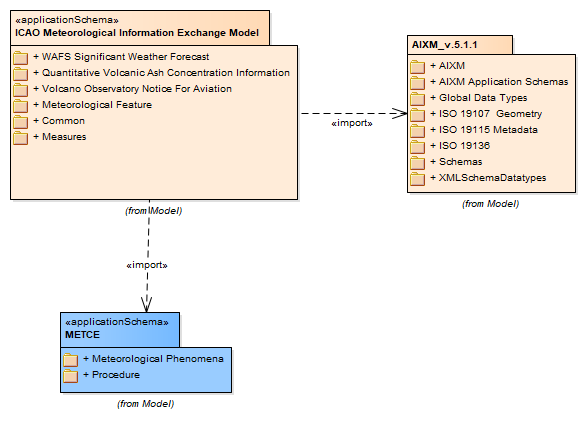 «applicationSchema»
ICAO Meteorological Information Exchange Model
+ WAFS Significant Weather Forecast
+ Quantitative Volcanic Ash Concentration Information
+ Volcano Observatory Notice For Aviation
+ Meteorological Feature
+ Common
+ Measures
(from Model)
«import»
AIXM_v.5.1.1
+ AIXM
+ AIXM Application Schemas
+ Global Data Types
+ ISO 19107  Geometry
+ ISO 19115 Metadata
+ ISO 19136
+ Schemas
+ XMLSchemaDatatypes
(from Model)
«import»
«applicationSchema»
METCE
+ Meteorological Phenomena
+ Procedure
(from Model)